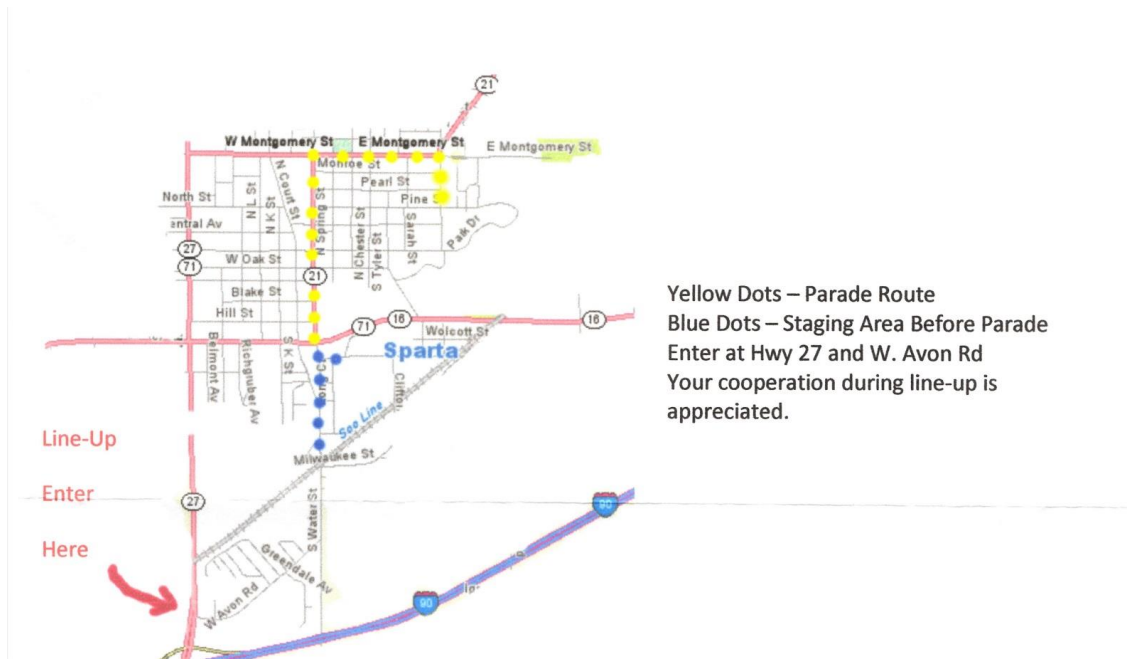 21
W Montgomery St
E Montgomery St
E Montgomery St
Monroe St
Pearl St
Pine
North St
N L St
N K St
N Court St
N Spring St
N Chester St
S Tyler St
Sarah St
Park Dr
entral Av
27
71
W Oak St
21
Blake St
Hill St
71
16
16
Wolcott St
Sparta
Belmont Av
Richgruber Av
S K St
Clifton
Soo Line
Milwaukee St
27
S Water St
Greendale Av
W Avon Rd
90
90
Line-Up
Enter
Here
Yellow Dots – Parade Route
Blue Dots – Staging Area Before Parade
Enter at Hwy 27 and W. Avon Rd
Your cooperation during line-up is
appreciated.